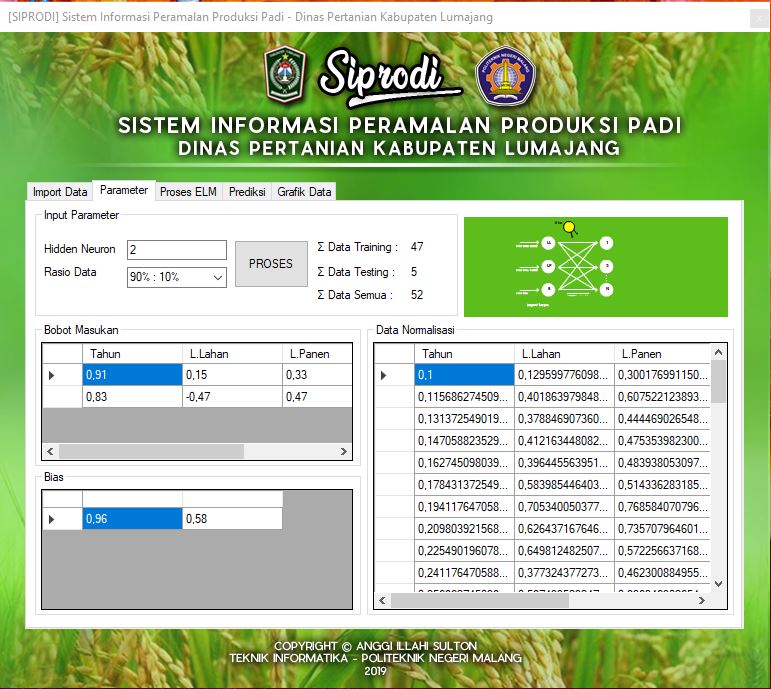 [SIPRODI] Sistem Informasi Peramalan Produksi Padi - Dinas Pertanian Kabupaten Lumajang
x
Siprodi
POLITEKNIK NEGERI MALANG
SISTEM INFORMASI PERAMALAN PRODUKSI PADI
DINAS PERTANIAN KABUPATEN LUMAJANG
Import Data Parameter Proses ELM Prediksi Grafik Data
Input Parameter
Hidden Neuron 2
Rasio Data 90% : 10%
PROSES
Σ Data Training : 47
Σ Data Testing : 5
Σ Data Semua : 52
Bobot Masukan
Tahun L.Lahan L.Panen
0,91 0,15 0,33
0,83 -0,47 0,47
Bias
0,96 0,58
Data Normalisasi
Tahun L.Lahan L.Panen
0,1 0,129599776098... 0,300176991150...
0,115686274509... 0,401863979848... 0,607522123893...
0,131372549019... 0,378846907360... 0,444469026548...
0,147058823529... 0,412163448082... 0,475353982300...
0,162745098039... 0,396445563951... 0,483938053097...
0,178431372549... 0,583985446403... 0,514336283185...
0,194117647058... 0,705340050377... 0,768584070796...
0,209803921568... 0,626437167646... 0,735707964601...
0,225490196078... 0,649812482507... 0,572256637168...
0,241176470588... 0,377324377273... 0,462300884955...
COPYRIGHT © ANGGI ILLAHI SULTON
TEKNIK INFORMATIKA - POLITEKNIK NEGERI MALANG
2019